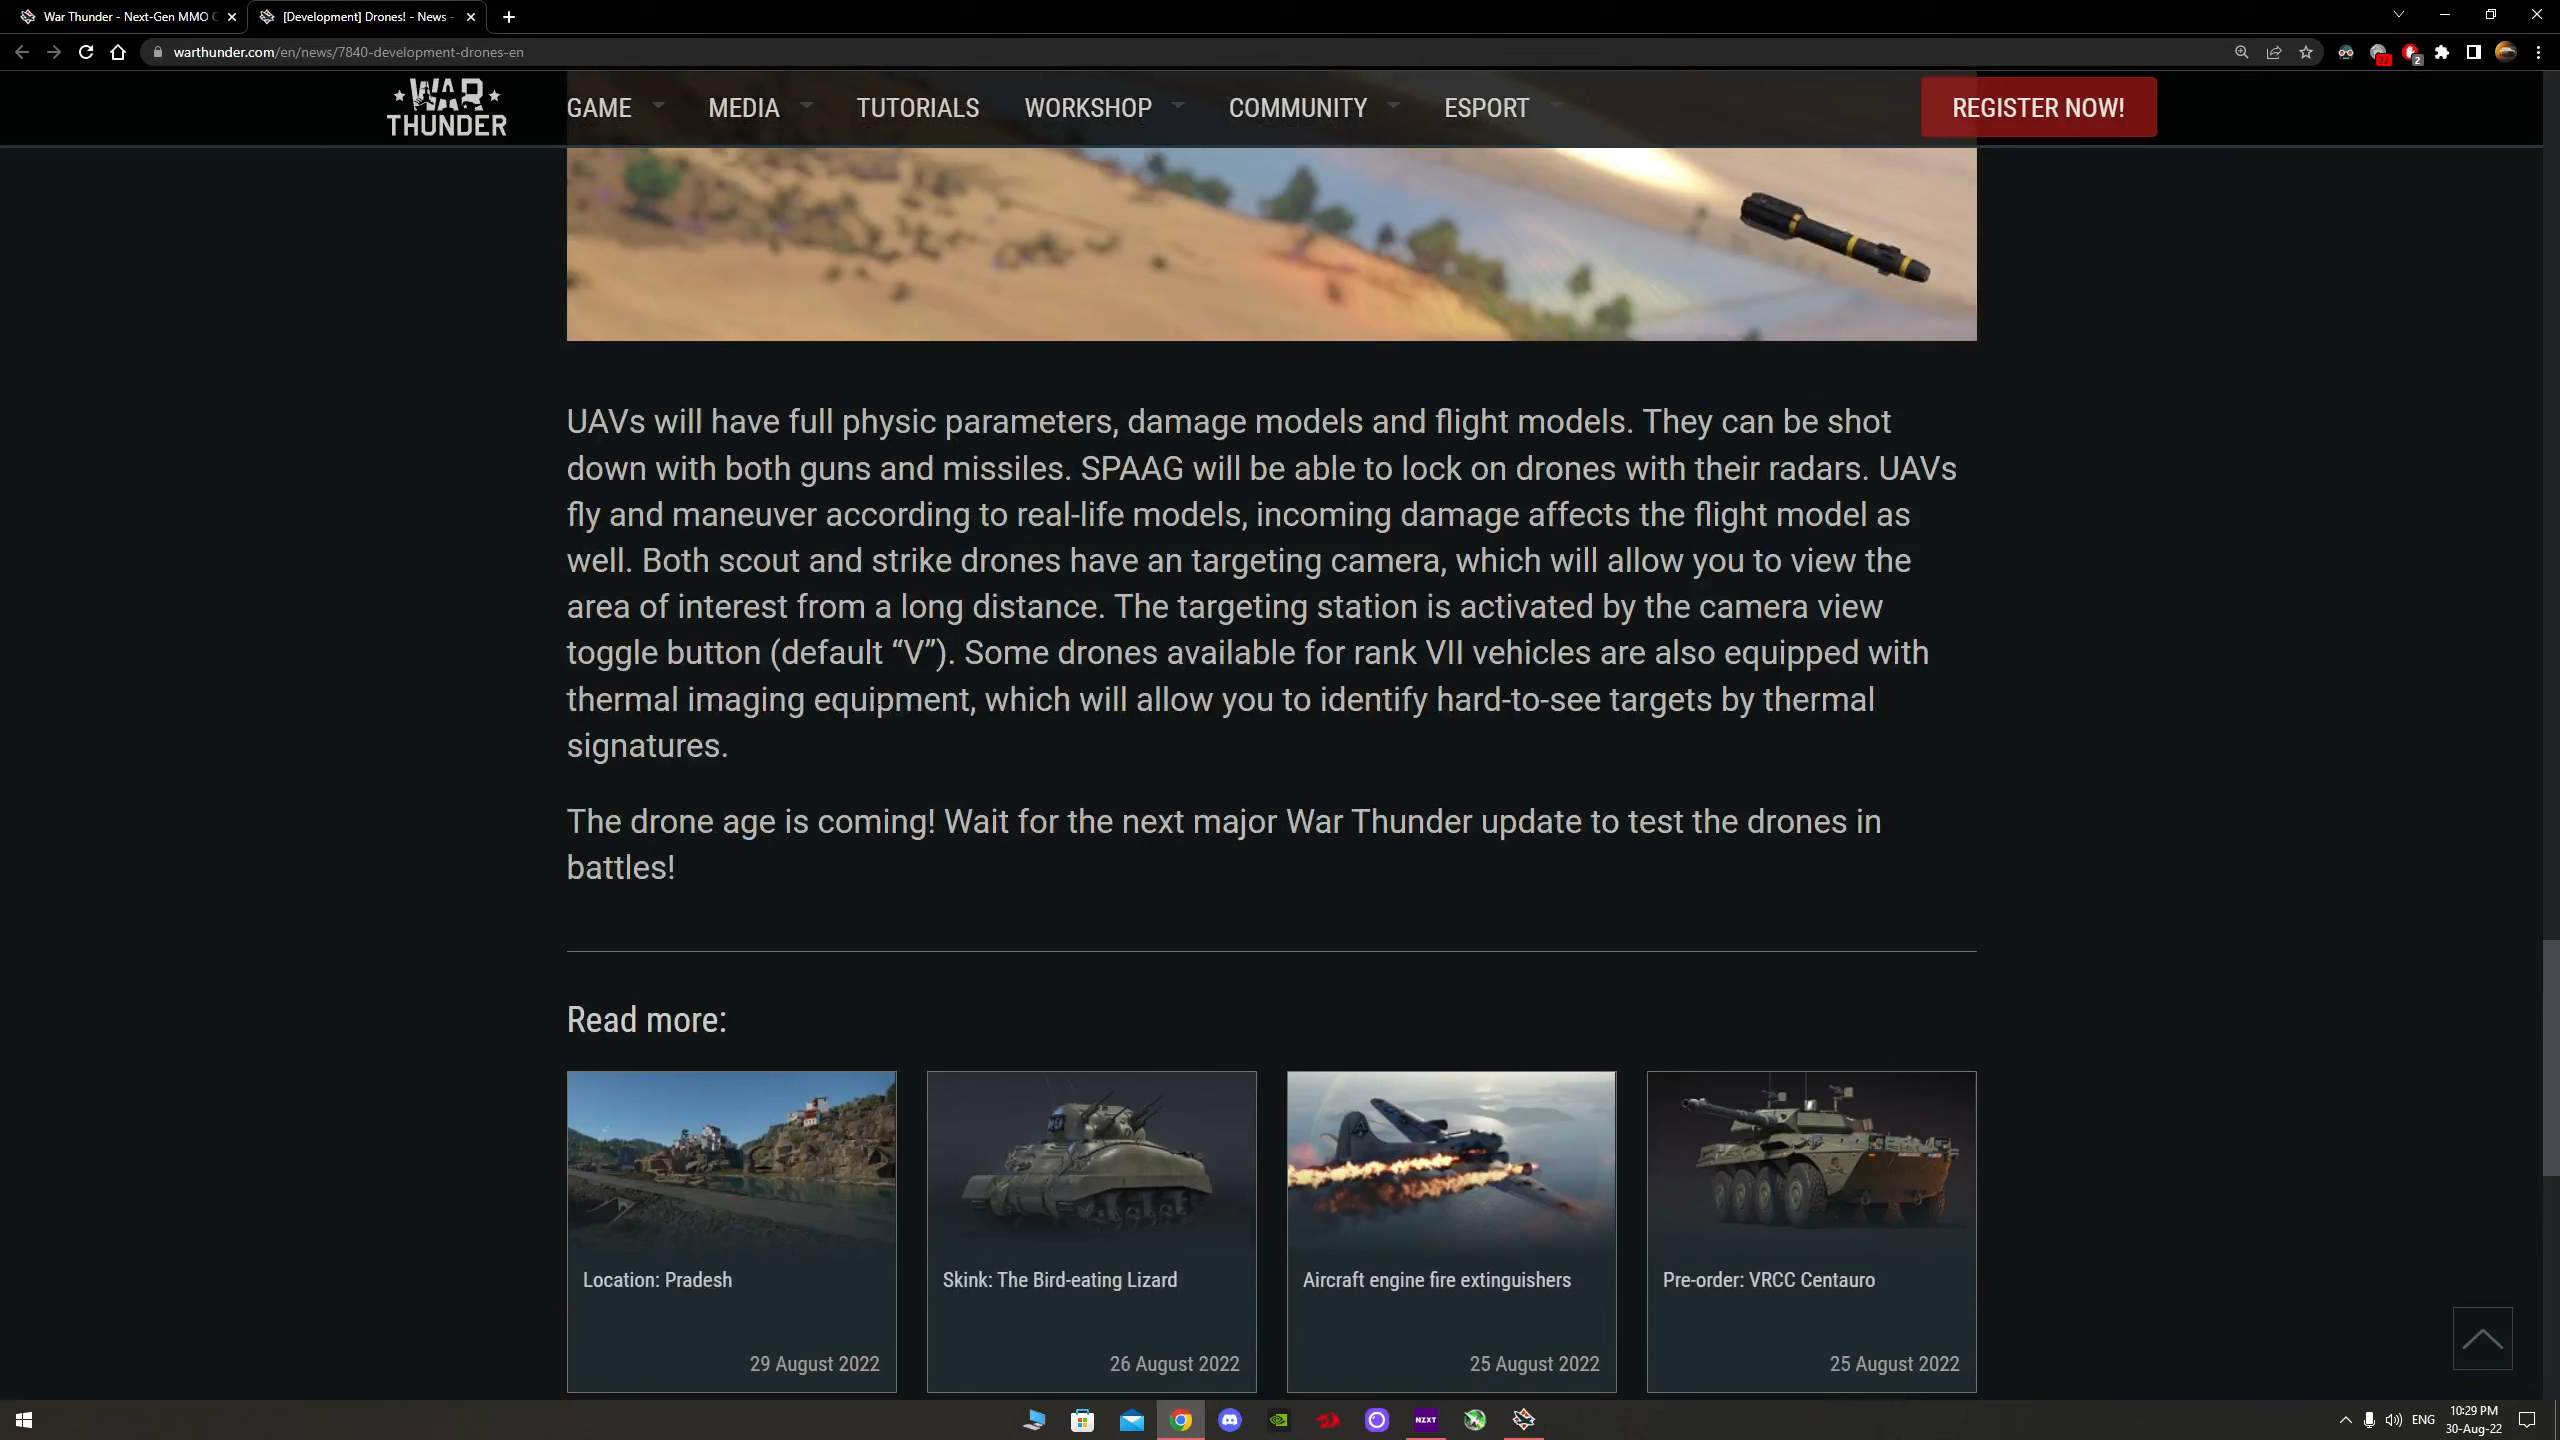 War Thunder - Next-Gen MMO C
[Development] Drones! - News -
warthunder.com/en/news/7840-development-drones-en
22
2
WAR
THUNDER
GAME
MEDIA
TUTORIALS
WORKSHOP
COMMUNITY
ESPORT
REGISTER NOW!
UAVs will have full physic parameters, damage models and flight models. They can be shot
down with both guns and missiles. SPAAG will be able to lock on drones with their radars. UAVs
fly and maneuver according to real-life models, incoming damage affects the flight model as
well. Both scout and strike drones have an targeting camera, which will allow you to view the
area of interest from a long distance. The targeting station is activated by the camera view
toggle button (default “V”). Some drones available for rank VII vehicles are also equipped with
thermal imaging equipment, which will allow you to identify hard-to-see targets by thermal
signatures.
The drone age is coming! Wait for the next major War Thunder update to test the drones in
battles!
Read more:
Location: Pradesh
29 August 2022
Skink: The Bird-eating Lizard
26 August 2022
Aircraft engine fire extinguishers
25 August 2022
Pre-order: VRCC Centauro
25 August 2022
NZXT
ENG
10:29 PM
30-Aug-22